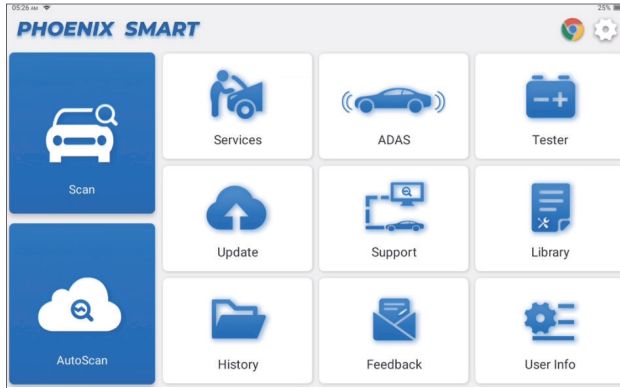 05:26 AM
25%
PHOENIX SMART
Scan
Services
ADAS
Tester
Update
Support
Library
AutoScan
History
Feedback
User Info